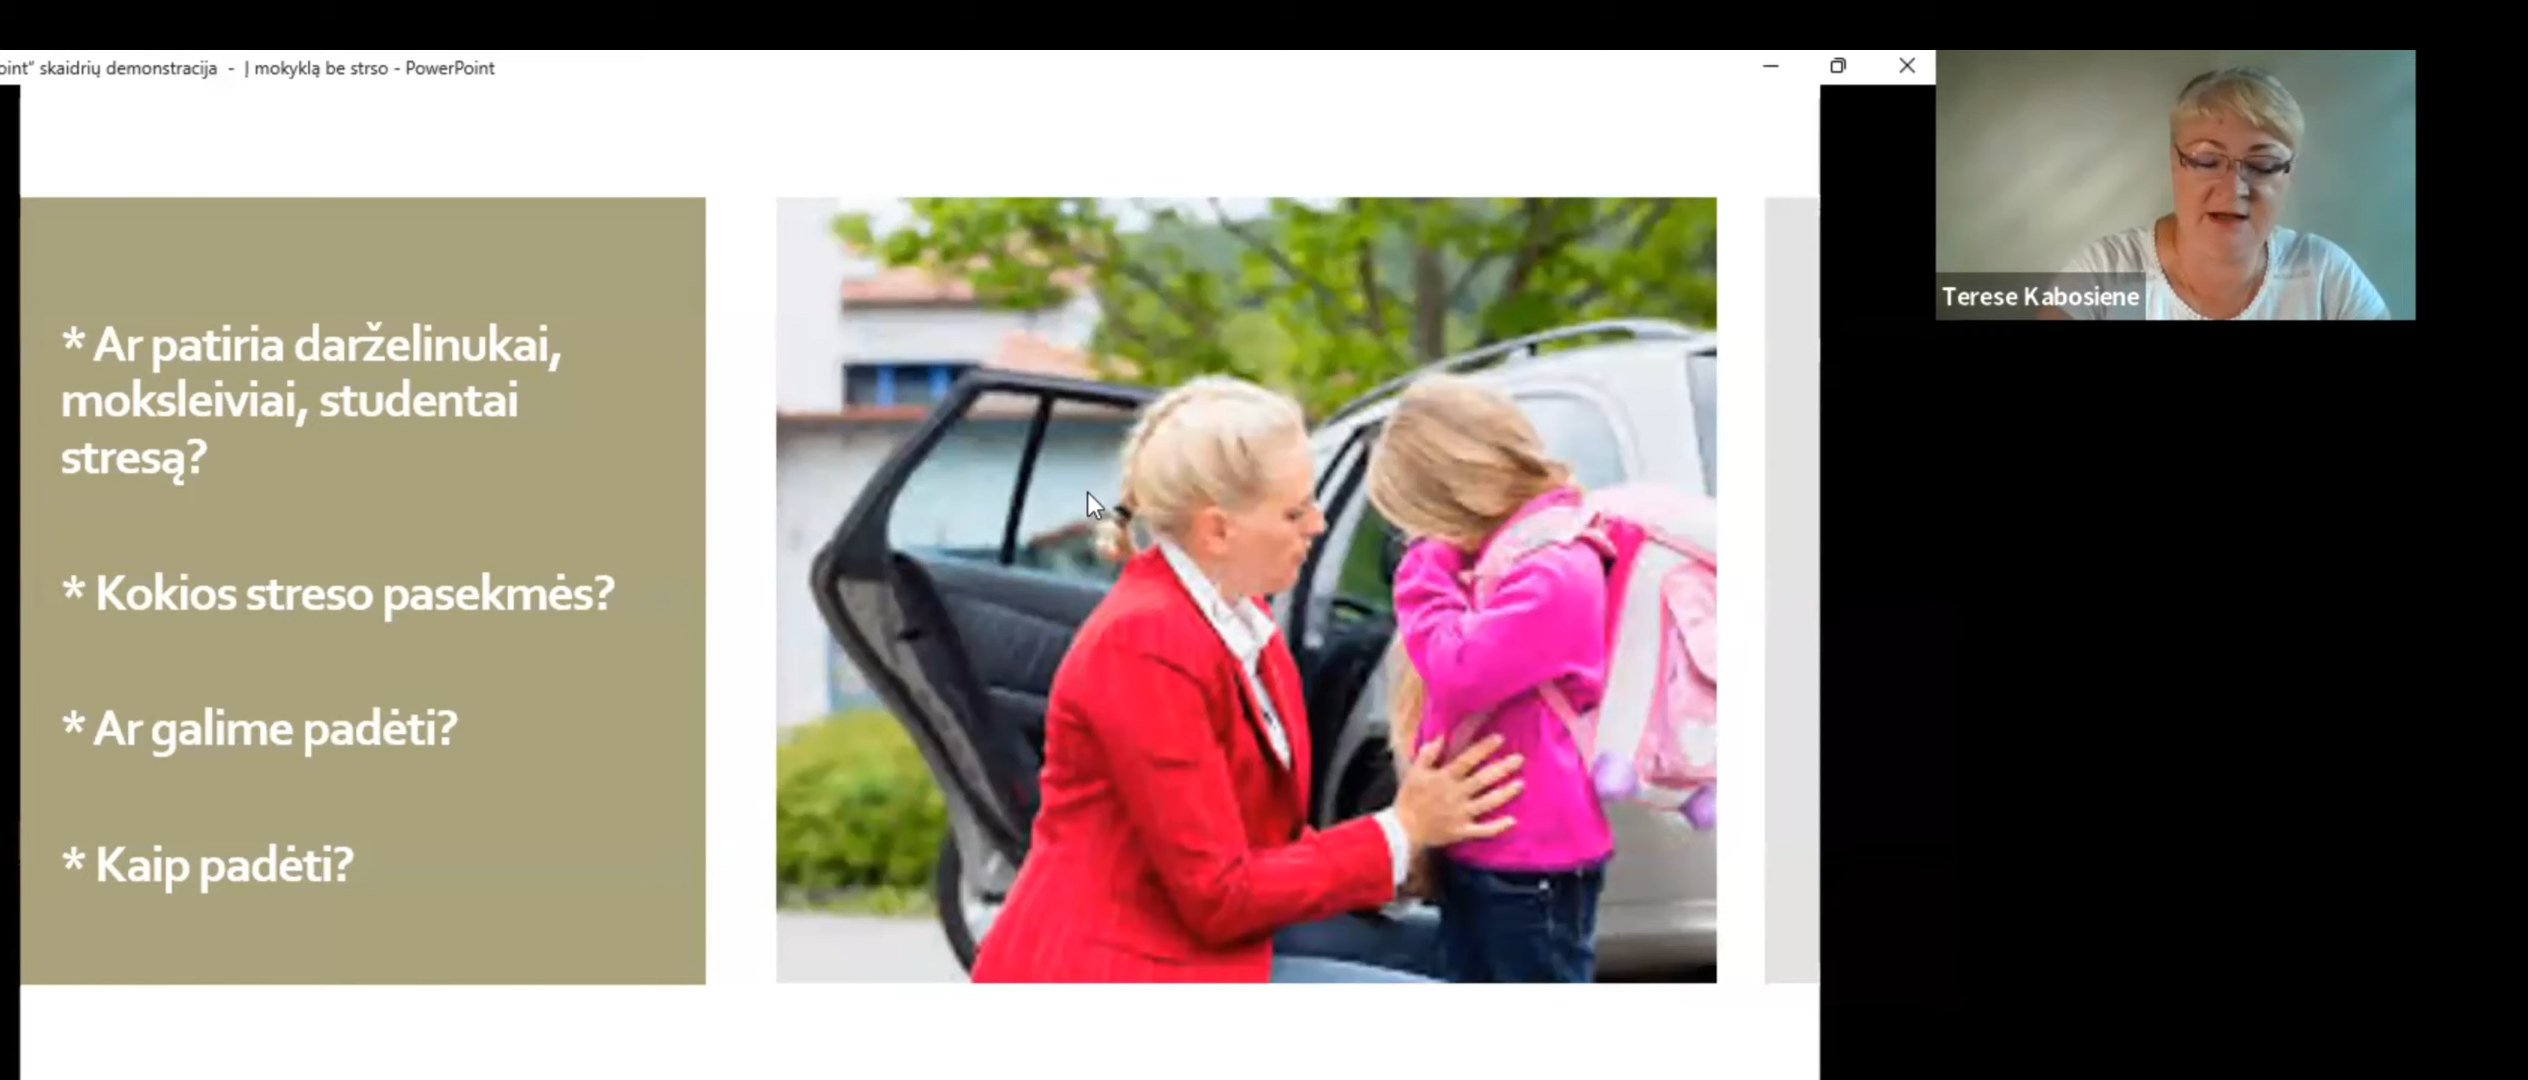 oint“ skaidrių demonstracija - Į mokyklą be strso - PowerPoint
Terese Kabosiene
* Ar patiria darželinukai,
moksleiviai, studentai
stresą?
* Kokios streso pasekmės?
* Ar galime padėti?
* Kaip padėti?